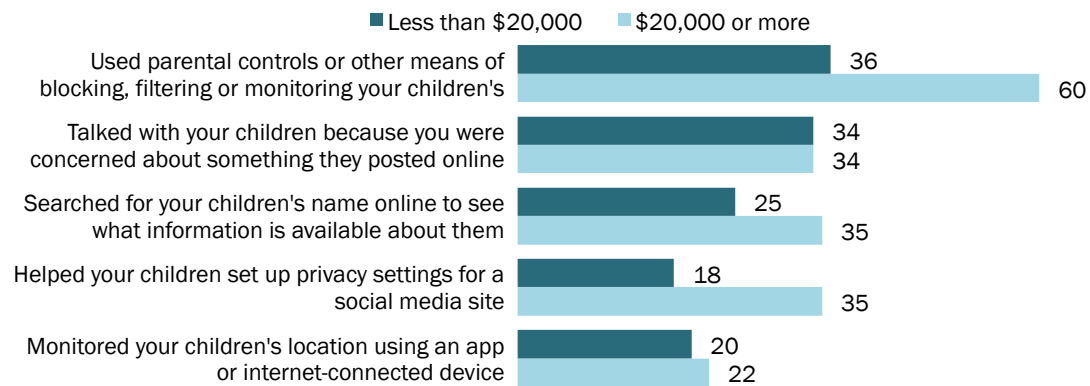 Less than $20,000 $20,000 or more
Used parental controls or other means of
blocking, filtering or monitoring your children's
36
60
Talked with your children because you were
concerned about something they posted online
34
34
Searched for your children's name online to see
what information is available about them
25
35
Helped your children set up privacy settings for a
social media site
18
35
Monitored your children's location using an app
or internet-connected device
20
22